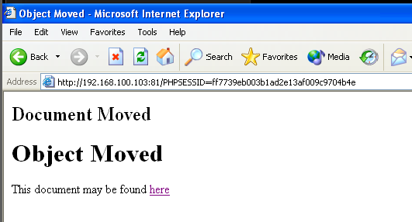 Object Moved - Microsoft Internet Explorer
File Edit View Favorites Tools Help
Back Search Favorites Media
Address http://192.168.100.103:81/PHPSESSID=ff7739eb003b1ad2e13af009c9704b4e
Document Moved
Object Moved
This document may be found here